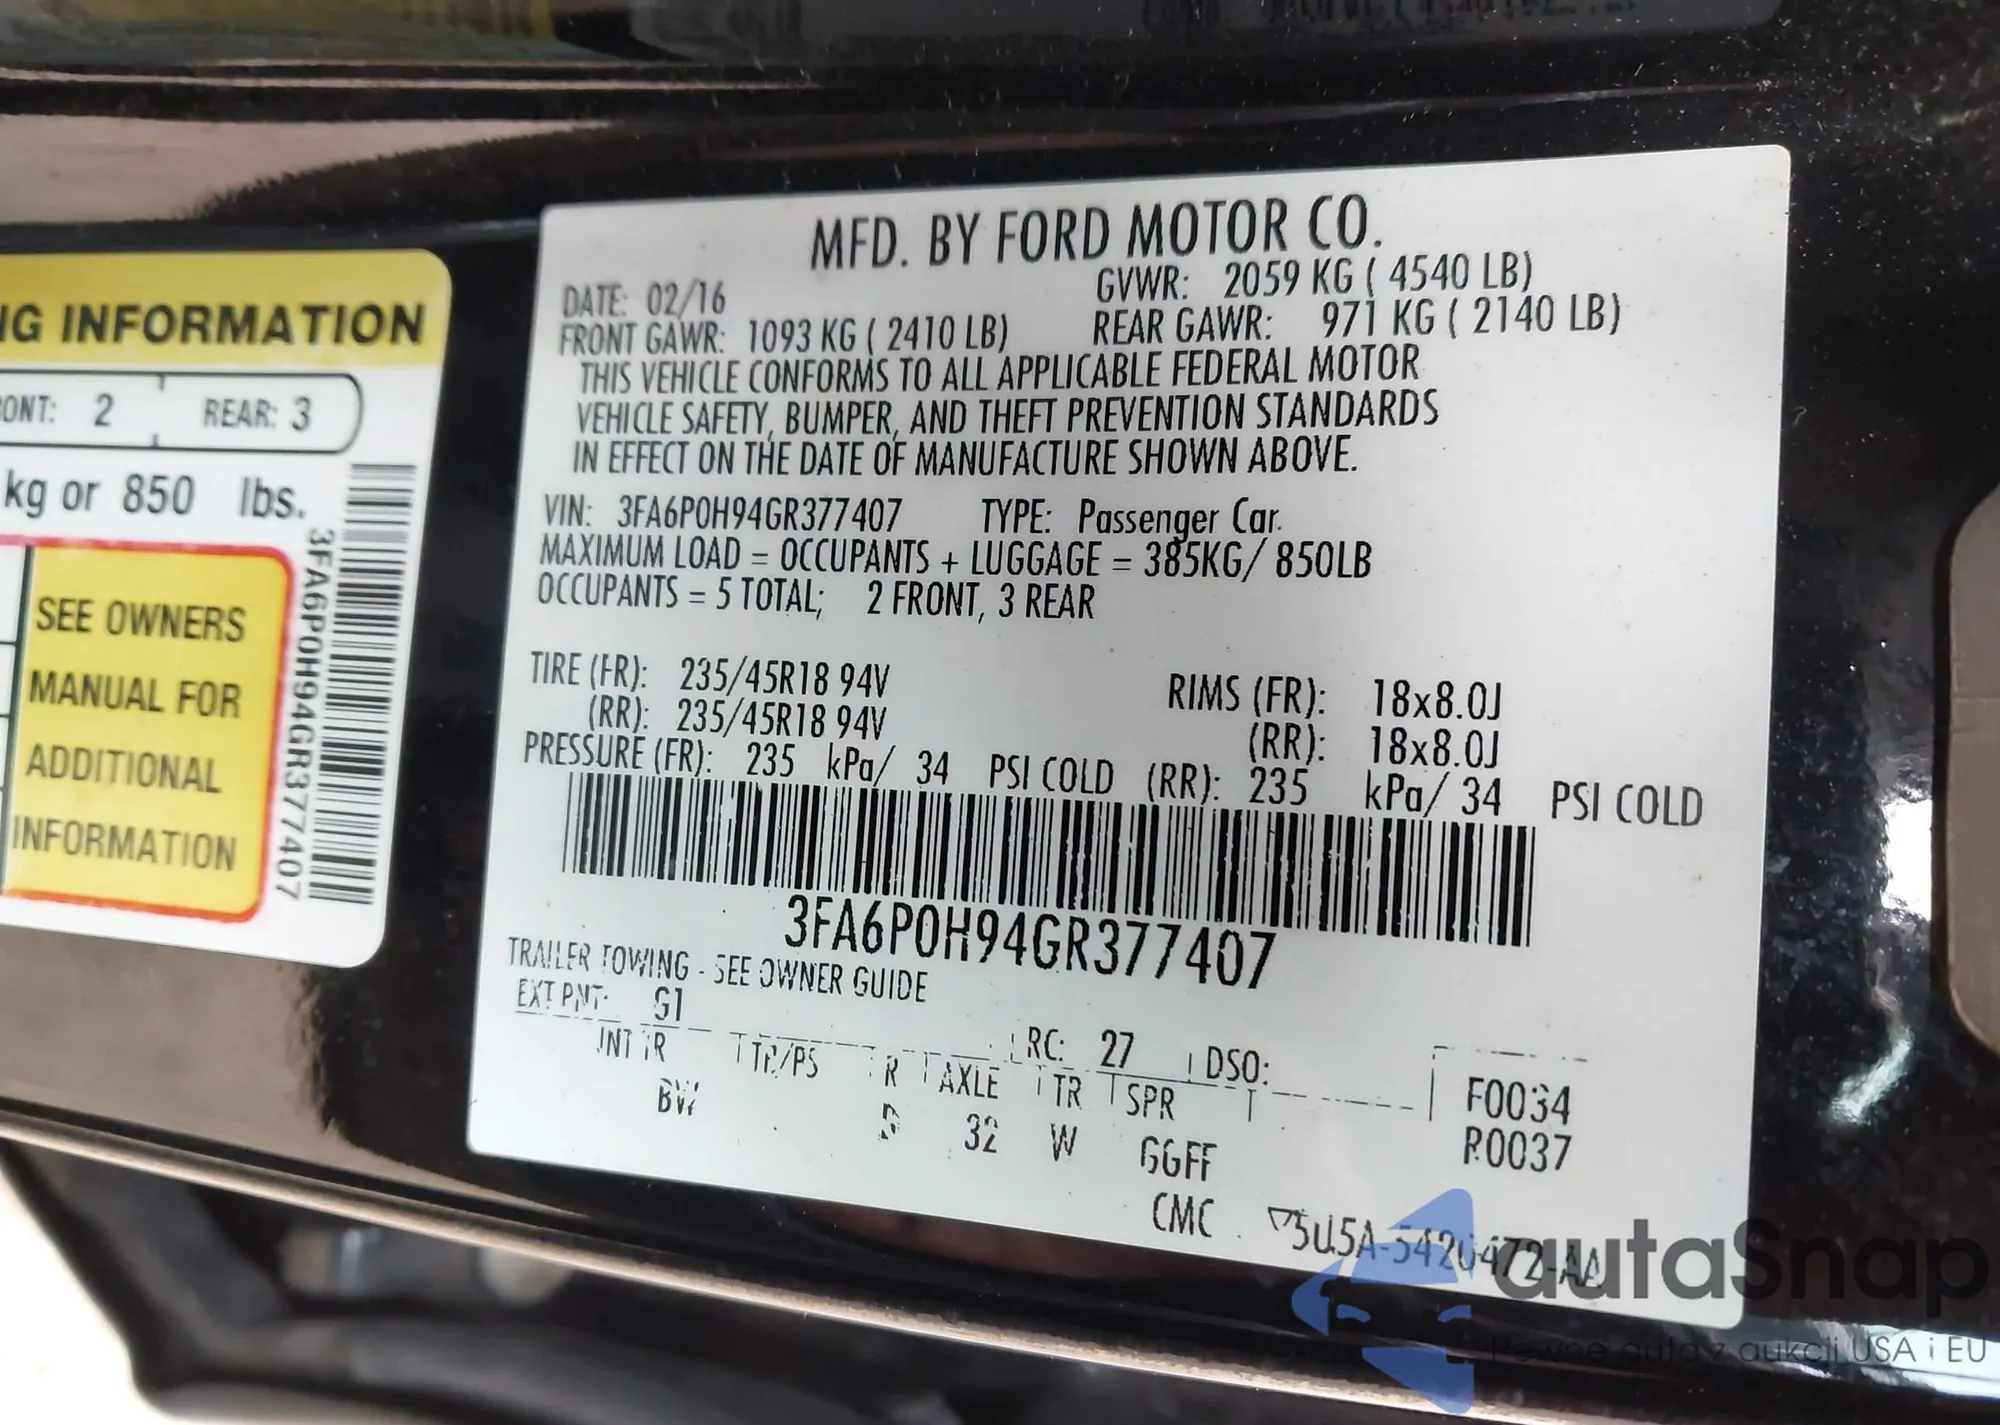 MFD. BY FORD MOTOR CO.
DATE: 02/16 GVWR: 2059 KG ( 4540 LB)
FRONT GAWR: 1093 KG ( 2410 LB) REAR GAWR: 971 KG ( 2140 LB)
THIS VEHICLE CONFORMS TO ALL APPLICABLE FEDERAL MOTOR
VEHICLE SAFETY, BUMPER, AND THEFT PREVENTION STANDARDS
IN EFFECT ON THE DATE OF MANUFACTURE SHOWN ABOVE.
VIN: 3FA6P0H94GR377407 TYPE: Passenger Car.
MAXIMUM LOAD = OCCUPANTS + LUGGAGE = 385KG/ 850LB
OCCUPANTS = 5 TOTAL; 2 FRONT, 3 REAR
TIRE (FR): 235/45R18 94V RIMS (FR): 18x8.0J
(RR): 235/45R18 94V (RR): 18x8.0J
PRESSURE (FR): 235 kPa/ 34 PSI COLD (RR): 235 kPa/ 34 PSI COLD
3FA6P0H94GR377407
TRAILER TOWING - SEE OWNER GUIDE
EXT PNT: G1 RC: 27 DSO:
INT TR TP/PS R AXLE TR SPR F0034
BW 32 W GGFF R0037
CMC
INFORMATION
REAR: 3
2
kg or 850 lbs.
3FA6P0H94GR377407
SEE OWNERS
MANUAL FOR
ADDITIONAL
INFORMATION
autaSnap
aukcji USA i EU